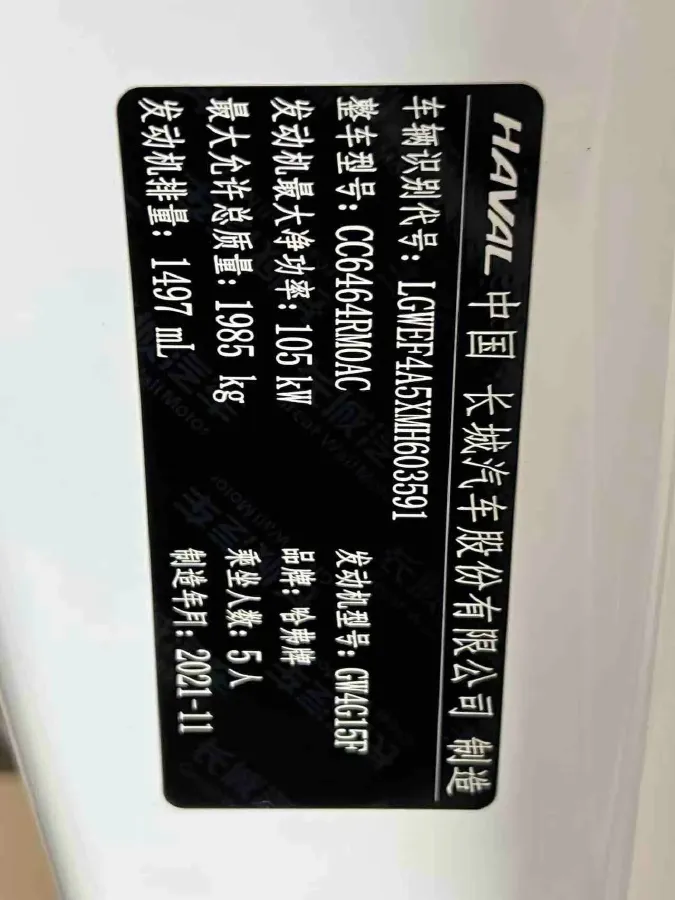 HAVAL 中国 长城汽车股份有限公司 制造
车辆识别代号: LGWEF4A5XMH603591
整车型号: CC6464RM0AC 发动机型号: GW4G15F
发动机最大净功率: 105 kW 品牌: 哈弗牌
最大允许总质量: 1985 kg 乘坐人数: 5人
发动机排量: 1497 mL 制造年月: 2021-11